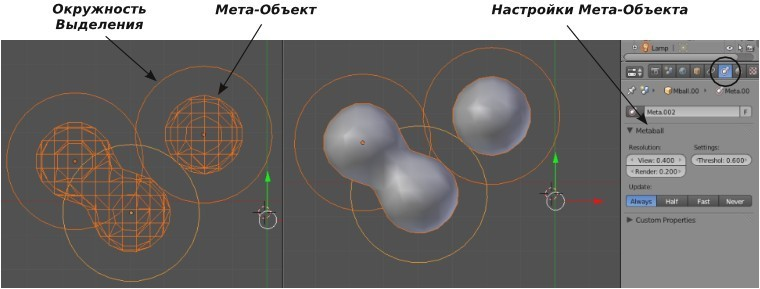 Окружность
Выделения
Мета-Объект
Настройки Мета-Объекта
Lamp
Mball.00
Meta.00
Meta.002
F
Metaball
Resolution:
Settings:
View: 0.400
Threshol: 0.600
Render: 0.200
Update:
Always Half Fast Never
Custom Properties